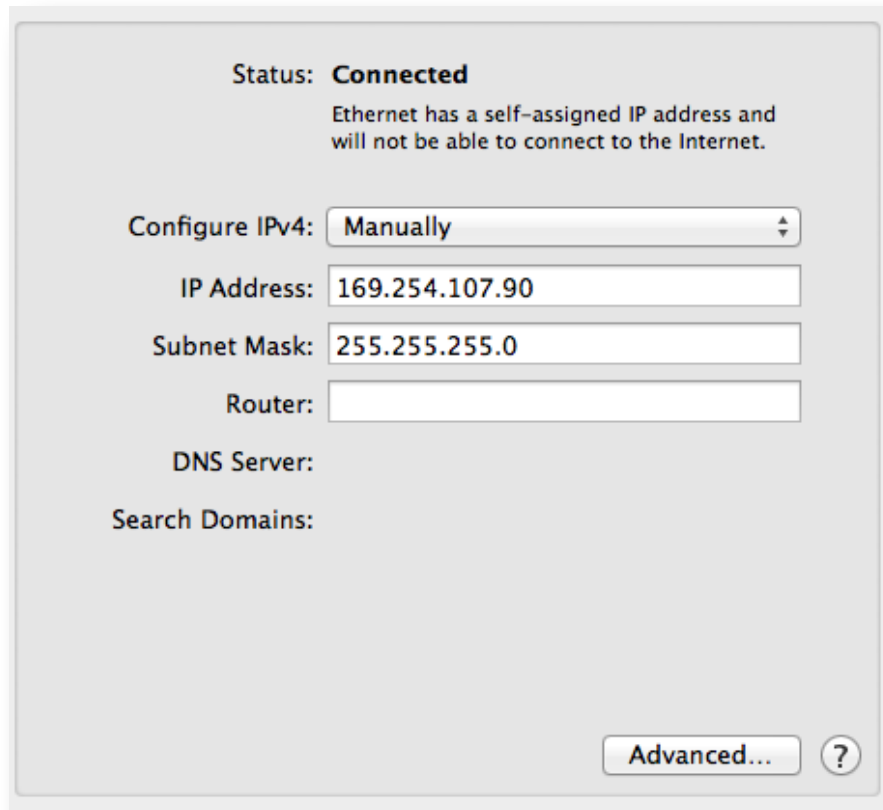 Status: Connected
Ethernet has a self-assigned IP address and
will not be able to connect to the Internet.
Configure IPv4: Manually
IP Address: 169.254.107.90
Subnet Mask: 255.255.255.0
Router:
DNS Server:
Search Domains:
Advanced... ?